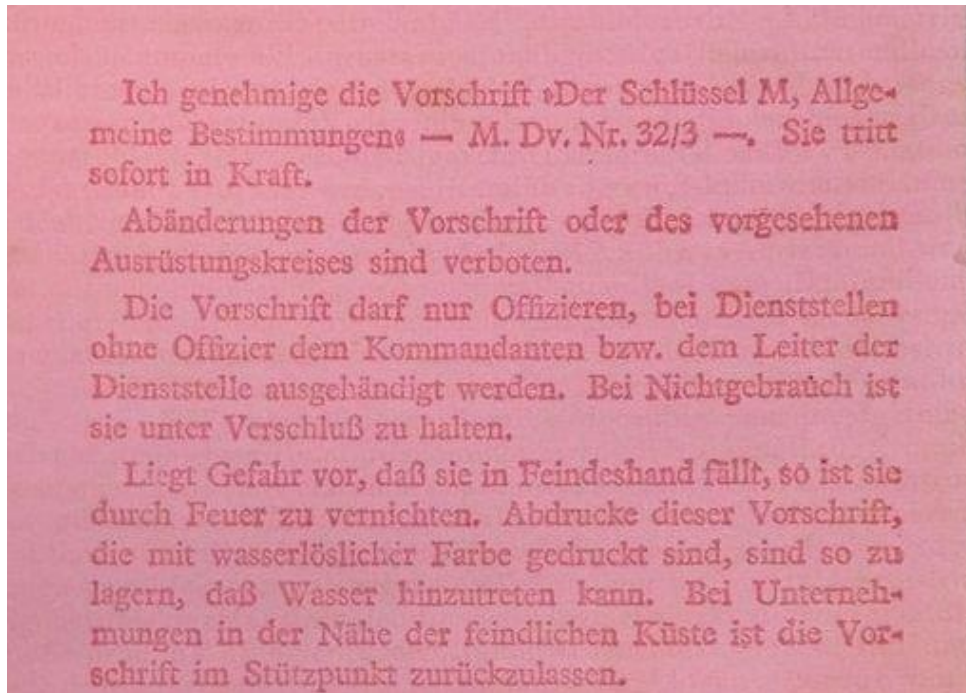 Ich genehmige die Vorschrift »Der Schlüssel M, Allge-
meine Bestimmungen« — M. Dv. Nr. 32/3 —. Sie tritt
sofort in Kraft.
Abänderungen der Vorschrift oder des vorgesehenen
Ausrüstungskreises sind verboten.
Die Vorschrift darf nur Offizieren, bei Dienststellen
ohne Offizier dem Kommandanten bzw. dem Leiter der
Dienststelle ausgehändigt werden. Bei Nichtgebrauch ist
sie unter Verschluß zu halten.
Liegt Gefahr vor, daß sie in Feindeshand fällt, so ist sie
durch Feuer zu vernichten. Abdrucke dieser Vorschrift,
die mit wasserlöslicher Farbe gedruckt sind, sind so zu
lagern, daß Wasser hinzutreten kann. Bei Unterneh-
mungen in der Nähe der feindlichen Küste ist die Vor-
schrift im Stützpunkt zurückzulassen.